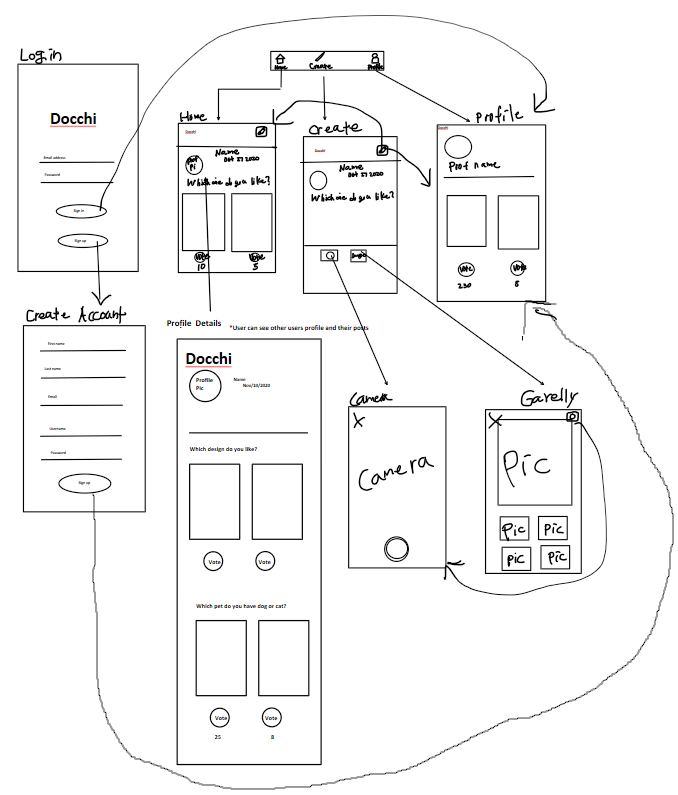 Login
Docchi
Email address
Password
Sign in
Sign up
Create Account
First name
Last name
Email
Username
Password
Sign up
Home
Create
Profile
Home
Docchi
Name
Oct 27 2020
Prof
Pi
Which one do you like?
Vote
Vote
10
5
Create
Docchi
Name
Oct 27 2020
Which one do you like?
Profile
Docchi
Prof name
Vote
Vote
230
8
Profile Details
*User can see other users profile and their posts
Docchi
Profile
Pic
Name
Nov/10/2020
Which design do you like?
Vote
Vote
Which pet do you have dog or cat?
Vote
Vote
25
8
Camera
X
Camera
Garelly
X
Pic
Pic
Pic
Pic
Pic